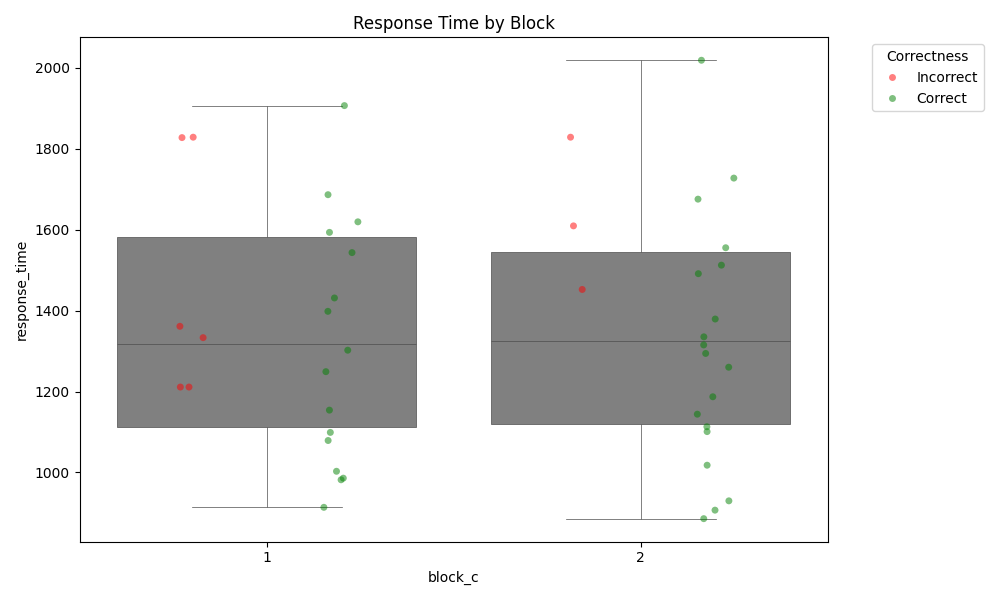 Response Time by Block
Correctness
Incorrect
Correct
response_time
2000
1800
1600
1400
1200
1000
1
2
block_c